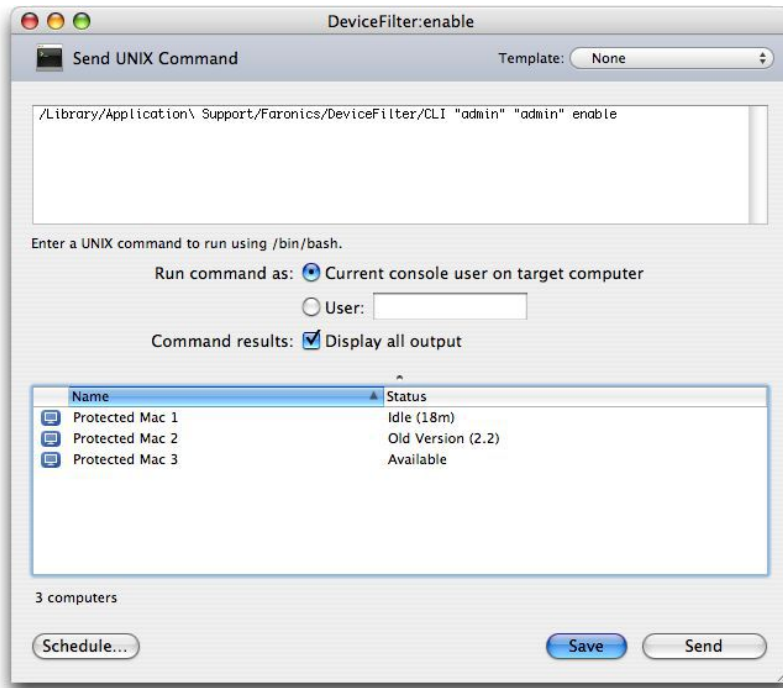 DeviceFilter:enable
Send UNIX Command
Template: None
/Library/Application\ Support/Faronics/DeviceFilter/CLI "admin" "admin" enable
Enter a UNIX command to run using /bin/bash.
Run command as: Current console user on target computer
User:
Command results: Display all output
Name Status
Protected Mac 1 Idle (18m)
Protected Mac 2 Old Version (2.2)
Protected Mac 3 Available
3 computers
Schedule... Save Send